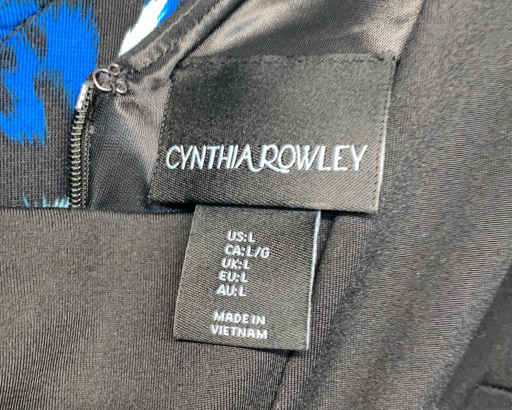 CYNTHIA ROWLEY
US: L
CA: L/G
UK: L
EU: L
AU: L
MADE IN
VIETNAM